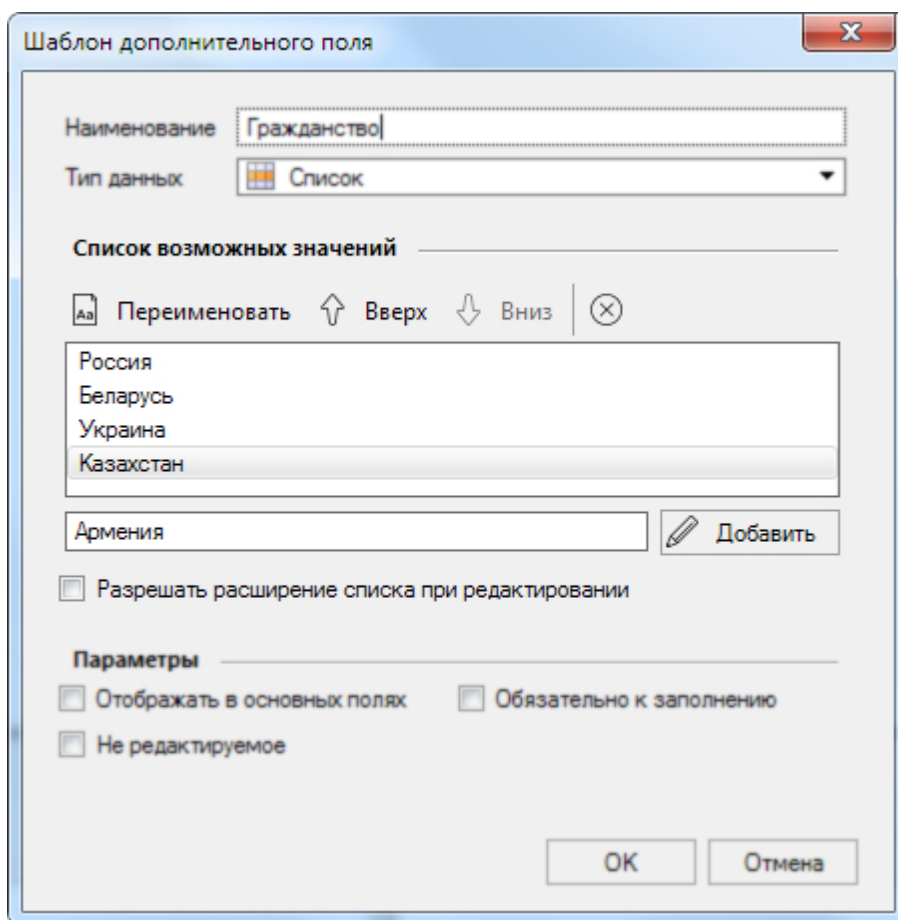 Шаблон дополнительного поля
Наименование Гражданство
Тип данных Список
Список возможных значений
Aa Переименовать Вверх Вниз
Россия
Беларусь
Украина
Казахстан
Армения Добавить
Разрешать расширение списка при редактировании
Параметры
Отображать в основных полях Обязательно к заполнению
Не редактируемое
OK Отмена